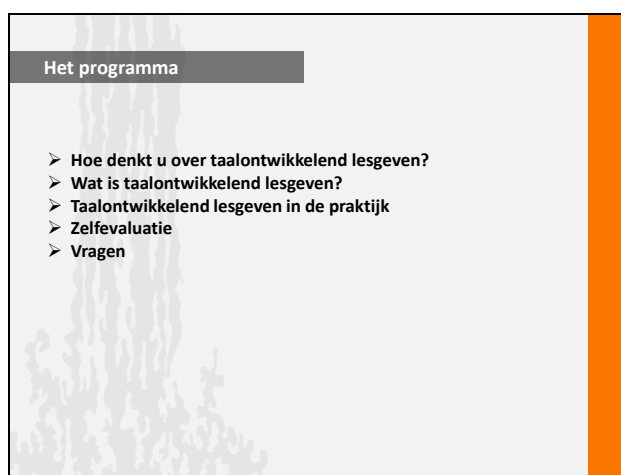 Het programma
➢ Hoe denkt u over taalontwikkelend lesgeven?
➢ Wat is taalontwikkelend lesgeven?
➢ Taalontwikkelend lesgeven in de praktijk
➢ Zelfevaluatie
➢ Vragen